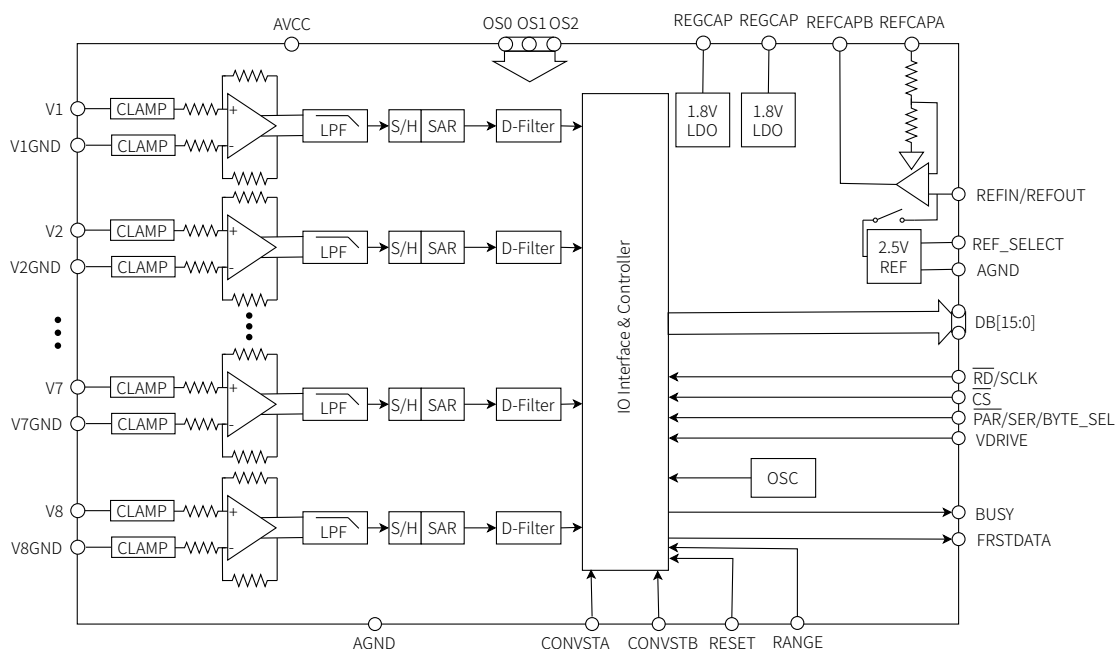 AVCC
OS0 OS1 OS2
REGCAP
REGCAP
REFCAPB
REFCAPA
V1
CLAMP
+
V1GND
CLAMP
-
LPF
S/H
SAR
D-Filter
1.8V
LDO
1.8V
LDO
REFIN/REFOUT
V2
CLAMP
+
V2GND
CLAMP
-
LPF
S/H
SAR
D-Filter
2.5V
REF
REF_SELECT
AGND
IO Interface & Controller
DB[15:0]
V7
CLAMP
+
V7GND
CLAMP
-
LPF
S/H
SAR
D-Filter
RD/SCLK
CS
PAR/SER/BYTE_SEL
VDRIVE
OSC
V8
CLAMP
+
V8GND
CLAMP
-
LPF
S/H
SAR
D-Filter
BUSY
FRSTDATA
AGND
CONVSTA
CONVSTB
RESET
RANGE